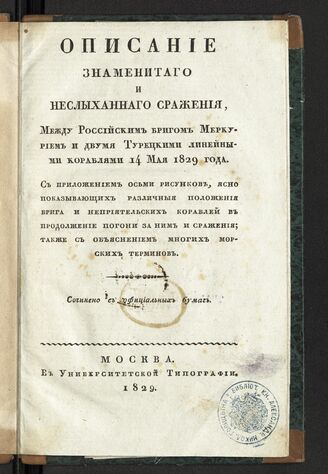 ОПИСАНІЕ
ЗНАМЕНИТАГО
И
НЕСЛЫХАННАГО СРАЖЕНІЯ,
Между Россійскимъ бригомъ Мерку-
ріемъ и двумя Турецкими линейны-
ми кораблями 14 Мая 1829 года.
Съ приложеніемъ осьми рисунковъ, ясно
показывающихъ различныя положенія
брига и непріятельскихъ кораблей въ
продолженіе погони за нимъ и сраженія;
также съ объясненіемъ многихъ мор-
скихъ терминовъ.
Сочинено съ офиціальныхъ бумагъ.
МОСКВА.
Въ Университетской Типографіи.
1829.